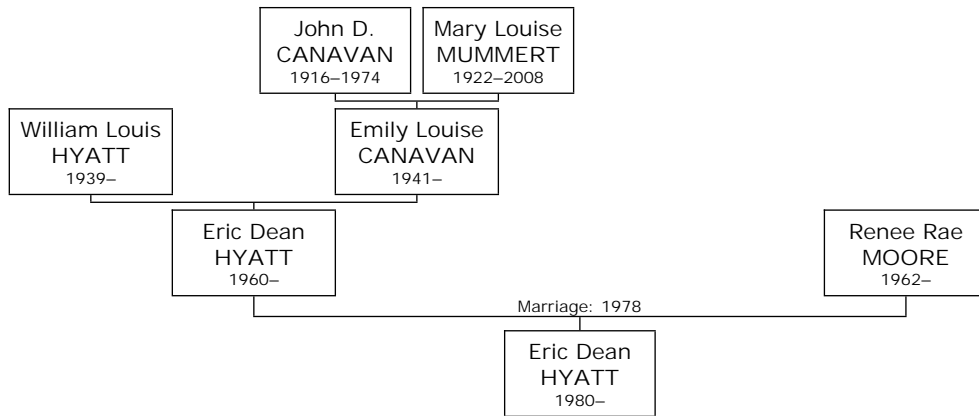 John D.
CANAVAN
1916–1974
Mary Louise
MUMMERT
1922–2008
William Louis
HYATT
1939–
Emily Louise
CANAVAN
1941–
Eric Dean
HYATT
1960–
Renee Rae
MOORE
1962–
Marriage: 1978
Eric Dean
HYATT
1980–